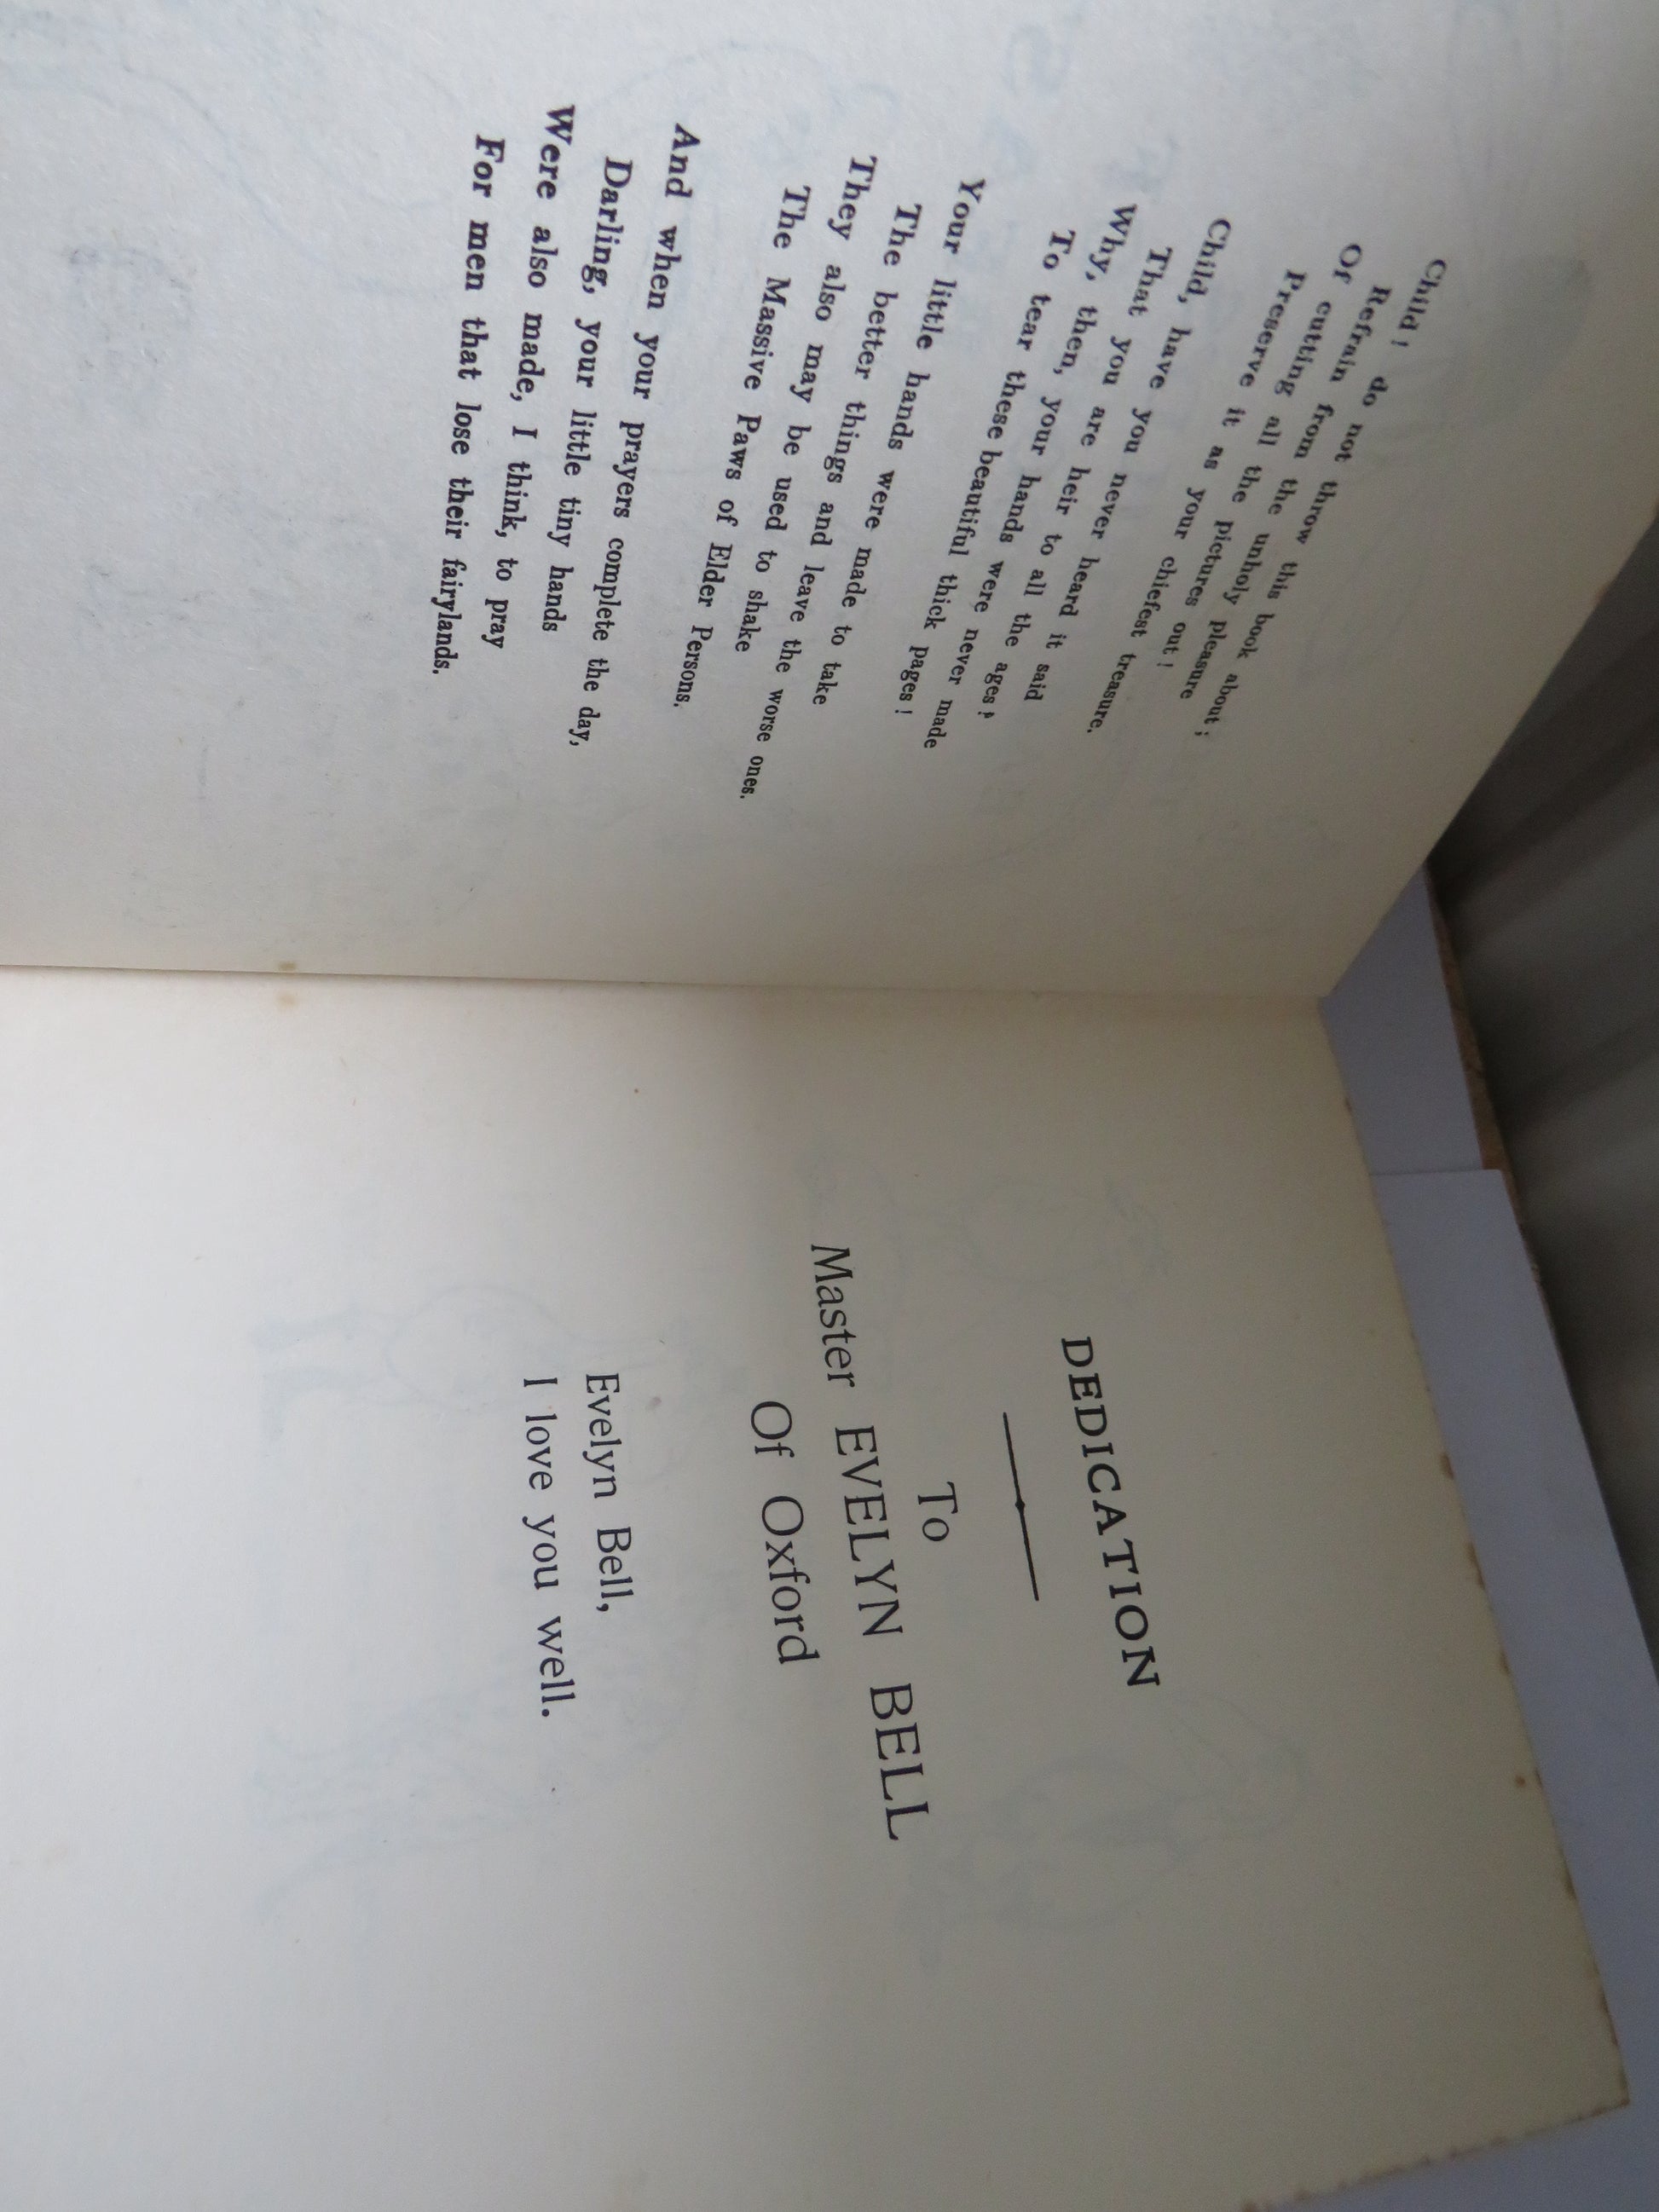 Child! do not throw this book about;
Refrain from the unholy pleasure
Of cutting all the pictures out!
Preserve it as your chiefest treasure.
Child, have you never heard it said
That you are heir to all the ages?
Why, then, your hands were never made
To tear these beautiful thick pages!
Your little hands were made to take
The better things and leave the worse ones.
They also may be used to shake
The Massive Paws of Elder Persons.
And when your prayers complete the day,
Darling, your little tiny hands
Were also made, I think, to pray
For men that lose their fairylands.
DEDICATION
To
Master EVELYN BELL
Of Oxford
Evelyn Bell,
I love you well.